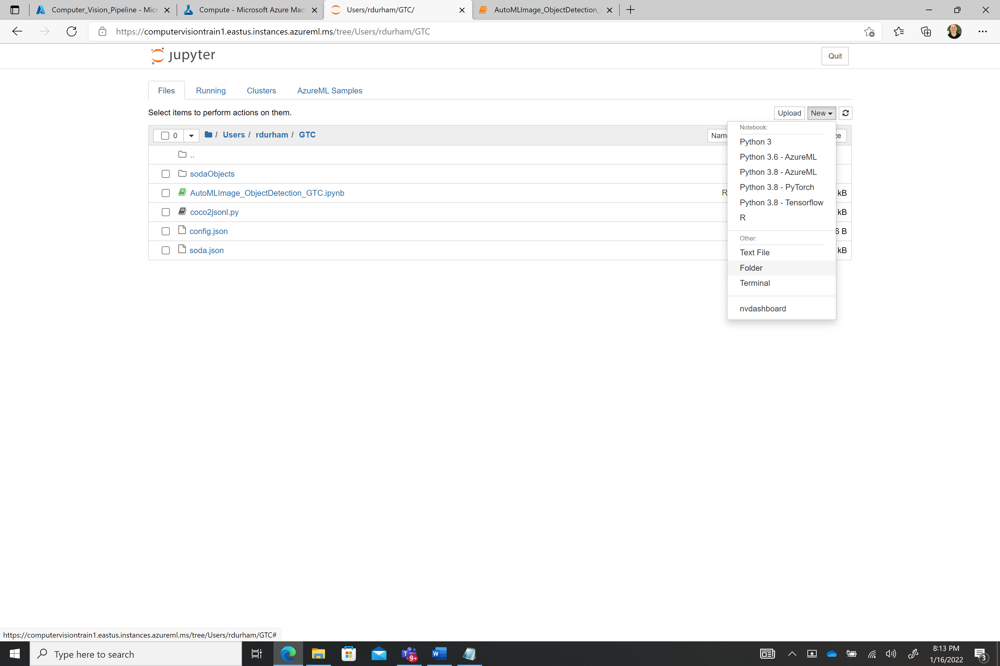 Computer_Vision_Pipeline - Micr
Compute - Microsoft Azure Mach
Users/rdurham/GTC/
AutoMLImage_ObjectDetection_
https://computervisiontrain1.eastus.instances.azureml.ms/tree/Users/rdurham/GTC
jupyter
Quit
Files
Running
Clusters
AzureML Samples
Select items to perform actions on them.
Upload
New
0
/ Users / rdurham / GTC
Name
ze
..
sodaObjects
AutoMLImage_ObjectDetection_GTC.ipynb
R
kB
coco2jsonl.py
kB
config.json
6 B
soda.json
kB
Notebook:
Python 3
Python 3.6 - AzureML
Python 3.8 - AzureML
Python 3.8 - PyTorch
Python 3.8 - Tensorflow
R
Other:
Text File
Folder
Terminal
nvdashboard
https://computervisiontrain1.eastus.instances.azureml.ms/tree/Users/rdurham/GTC#
Type here to search
T
9+
W
8:13 PM
1/16/2022
3